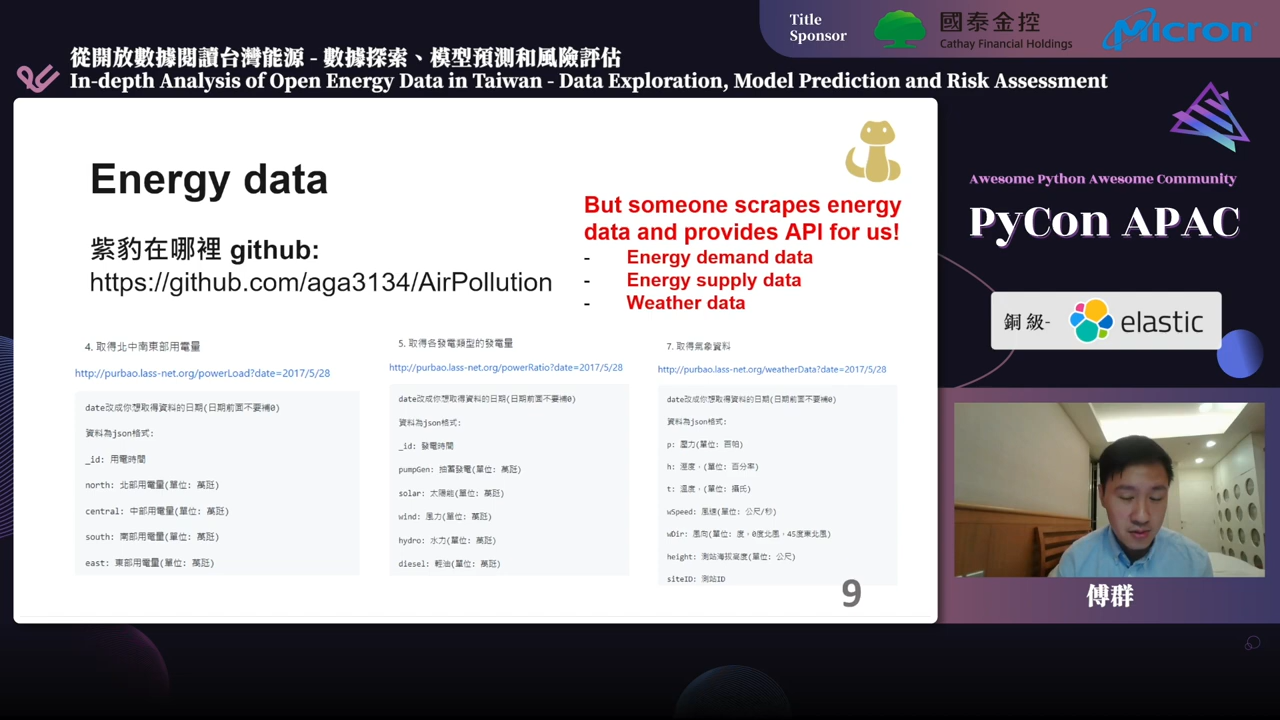 Title
Sponsor
國泰金控
Cathay Financial Holdings
Micron
從開放數據閱讀台灣能源 - 數據探索、模型預測和風險評估
In-depth Analysis of Open Energy Data in Taiwan - Data Exploration, Model Prediction and Risk Assessment
Energy data
紫豹在哪裡 github:
https://github.com/aga3134/AirPollution
But someone scrapes energy
data and provides API for us!
- Energy demand data
- Energy supply data
- Weather data
4. 取得北中南東部用電量
http://purbao.lass-net.org/powerLoad?date=2017/5/28
date改成你想取得資料的日期(日期前面不要補0)
資料為json格式:
_id: 用電時間
north: 北部用電量(單位: 萬瓩)
central: 中部用電量(單位: 萬瓩)
south: 南部用電量(單位: 萬瓩)
east: 東部用電量(單位: 萬瓩)
5. 取得各發電類型的發電量
http://purbao.lass-net.org/powerRatio?date=2017/5/28
date改成你想取得資料的日期(日期前面不要補0)
資料為json格式:
_id: 發電時間
pumpGen: 抽蓄發電(單位: 萬瓩)
solar: 太陽能(單位: 萬瓩)
wind: 風力(單位: 萬瓩)
hydro: 水力(單位: 萬瓩)
diesel: 輕油(單位: 萬瓩)
7. 取得氣象資料
http://purbao.lass-net.org/weatherData?date=2017/5/28
date改成你想取得資料的日期(日期前面不要補0)
資料為json格式:
p: 壓力(單位: 百帕)
h: 溼度，(單位: 百分率)
t: 溫度，(單位: 攝氏)
wSpeed: 風速(單位: 公尺/秒)
wDir: 風向(單位: 度，0度北風，45度東北風)
height: 測站海拔高度(單位: 公尺)
siteID: 測站ID
9
Awesome Python Awesome Community
PyCon APAC
銅級- elastic
傅群